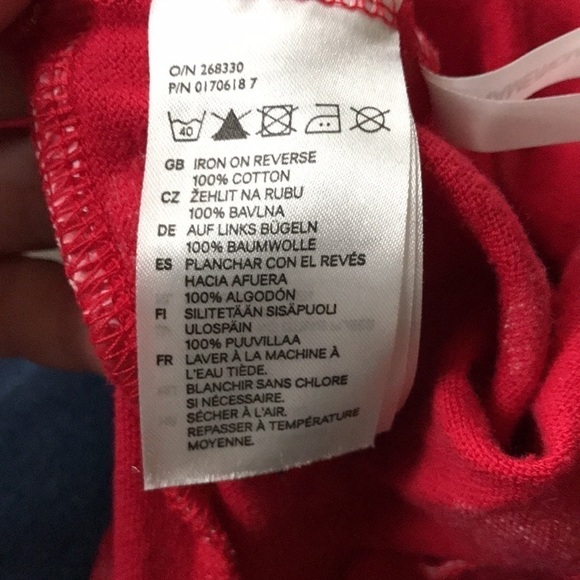 O/N 268330
P/N 0170618 7
40
GB IRON ON REVERSE
100% COTTON
CZ ŽEHLIT NA RUBU
100% BAVLNA
DE AUF LINKS BÜGELN
100% BAUMWOLLE
ES PLANCHAR CON EL REVÉS
HACIA AFUERA
100% ALGODÓN
FI SILITETÄÄN SISÄPUOLI
ULOSPÄIN
100% PUUVILLAA
FR LAVER À LA MACHINE À
L'EAU TIÈDE.
BLANCHIR SANS CHLORE
SI NÉCESSAIRE.
SÉCHER À L'AIR.
REPASSER À TEMPÉRATURE
MOYENNE.